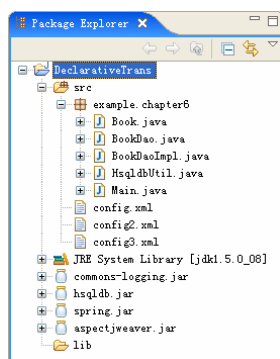 Package Explorer
DeclarativeTrans
src
example.chapter6
Book.java
BookDao.java
BookDaoImpl.java
HsqldbUtil.java
Main.java
config.xml
config2.xml
config3.xml
JRE System Library [jdk1.5.0_08]
commons-logging.jar
hsqldb.jar
spring.jar
aspectjweaver.jar
lib